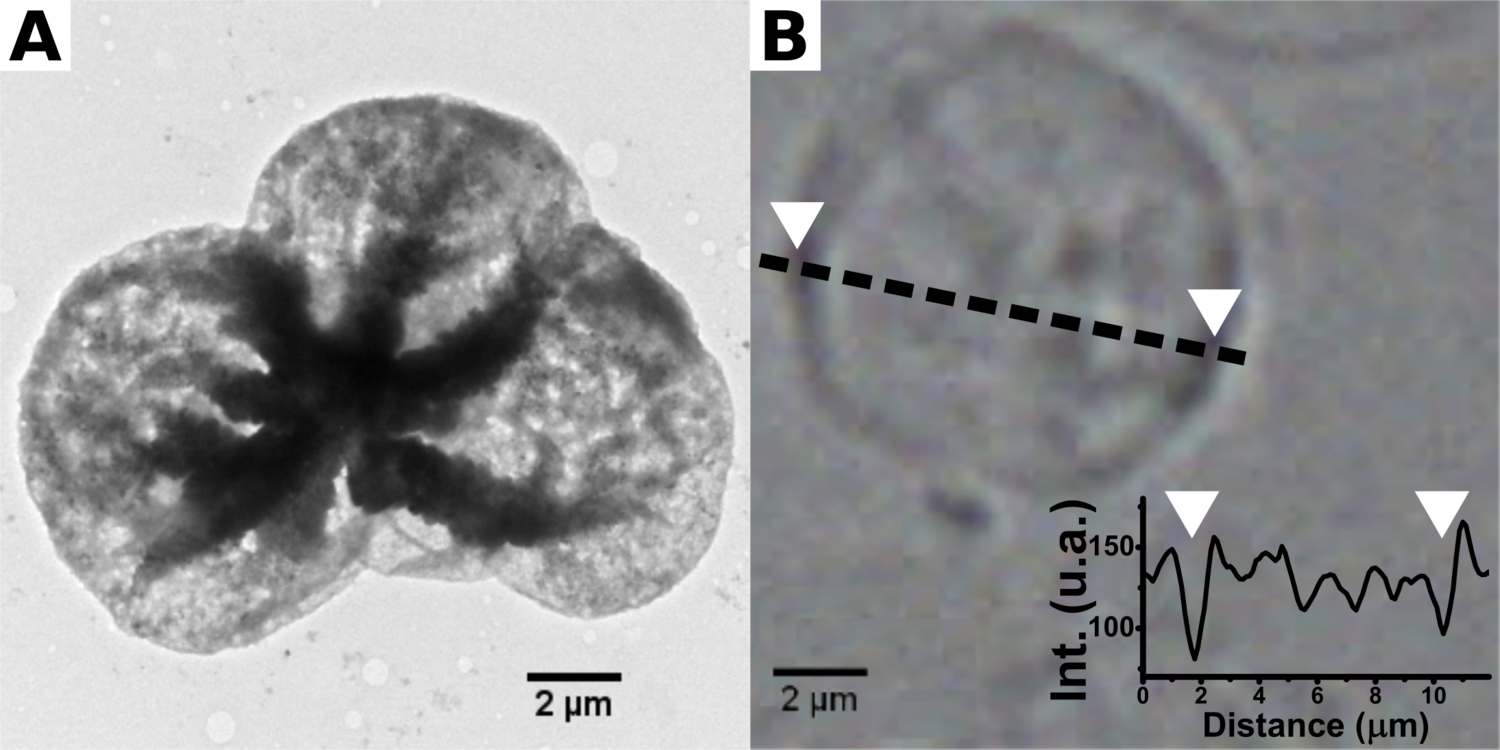 A
B
2 µm
2 µm
Int. (u.a.)
150
100
0 2 4 6 8 10
Distance (µm)